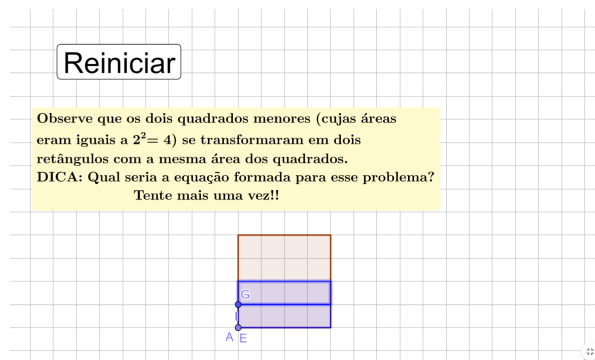 Reiniciar
Observe que os dois quadrados menores (cujas áreas
eram iguais a 2²= 4) se transformaram em dois
retângulos com a mesma área dos quadrados.
DICA: Qual seria a equação formada para esse problema?
Tente mais uma vez!!
G
I
A E